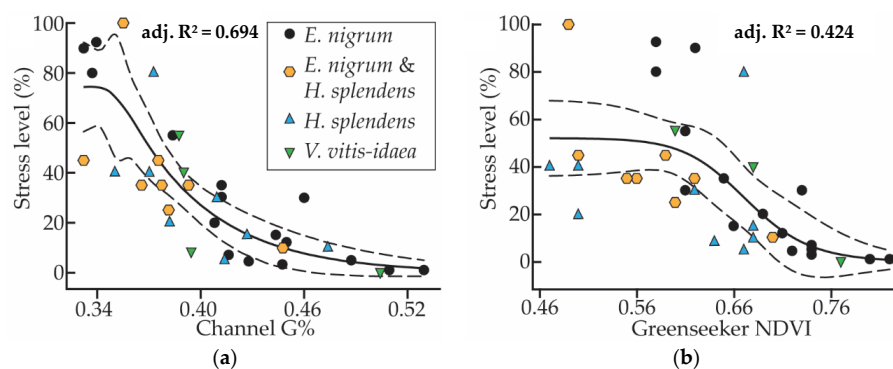 adj. R² = 0.694
E. nigrum
E. nigrum &
H. splendens
H. splendens
V. vitis-idaea
Stress level (%)
100
80
60
40
20
0
0.34
0.40
0.46
0.52
Channel G%
(a)
adj. R² = 0.424
Stress level (%)
100
80
60
40
20
0
0.46
0.56
0.66
0.76
Greenseeker NDVI
(b)